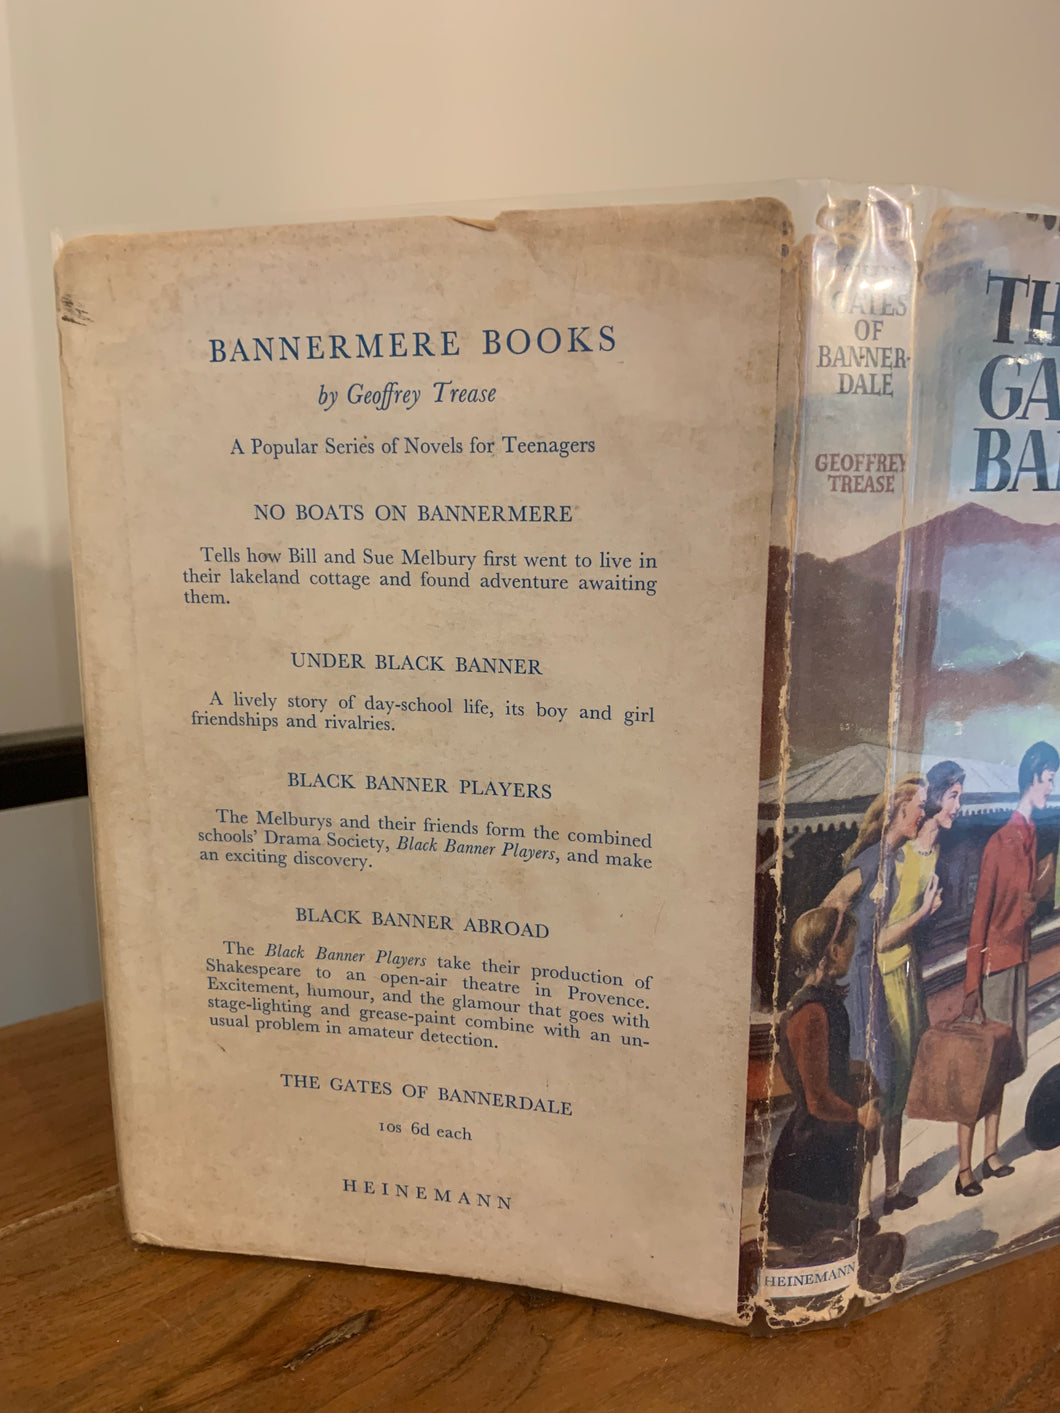 BANNERMERE BOOKS
by Geoffrey Trease
A Popular Series of Novels for Teenagers
NO BOATS ON BANNERMERE
Tells how Bill and Sue Melbury first went to live in
their lakeland cottage and found adventure awaiting
them.
UNDER BLACK BANNER
A lively story of day-school life, its boy and girl
friendships and rivalries.
BLACK BANNER PLAYERS
The Melburys and their friends form the combined
schools' Drama Society, Black Banner Players, and make
an exciting discovery.
BLACK BANNER ABROAD
The Black Banner Players take their production of
Shakespeare to an open-air theatre in Provence.
Excitement, humour, and the glamour that goes with
stage-lighting and grease-paint combine with an un-
usual problem in amateur detection.
THE GATES OF BANNERDALE
10s 6d each
HEINEMANN
GATES
OF
BANNER-
DALE
GEOFFREY
TREASE
HEINEMANN
TH
GA
BA